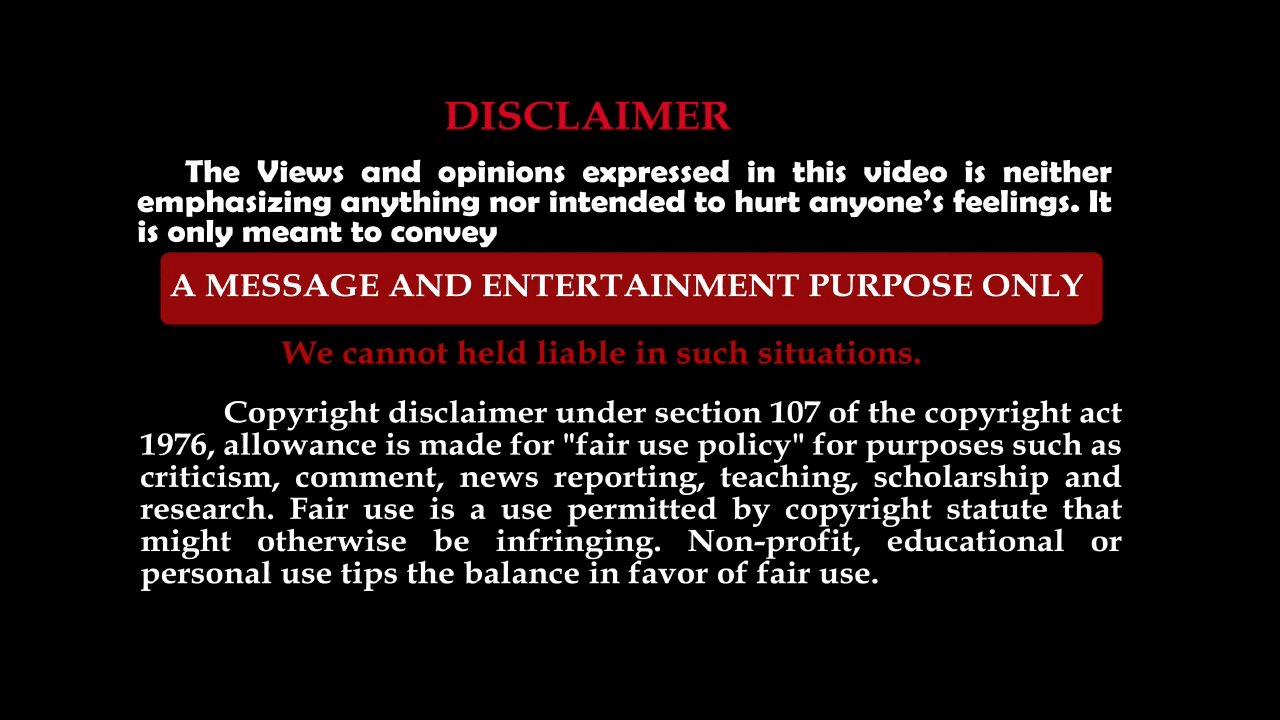 DISCLAIMER
The Views and opinions expressed in this video is neither
emphasizing anything nor intended to hurt anyone’s feelings. It
is only meant to convey
A MESSAGE AND ENTERTAINMENT PURPOSE ONLY
We cannot held liable in such situations.
Copyright disclaimer under section 107 of the copyright act
1976, allowance is made for "fair use policy" for purposes such as
criticism, comment, news reporting, teaching, scholarship and
research. Fair use is a use permitted by copyright statute that
might otherwise be infringing. Non-profit, educational or
personal use tips the balance in favor of fair use.